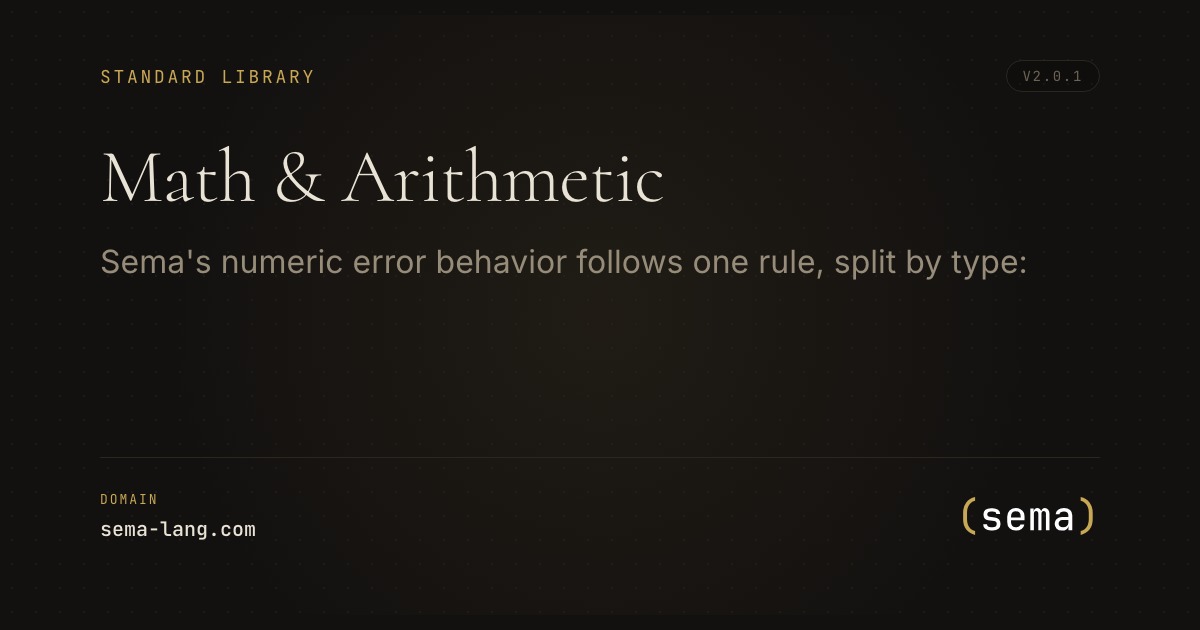 STANDARD LIBRARY
V2.0.1
Math & Arithmetic
Sema's numeric error behavior follows one rule, split by type:
DOMAIN
sema-lang.com
(sema)